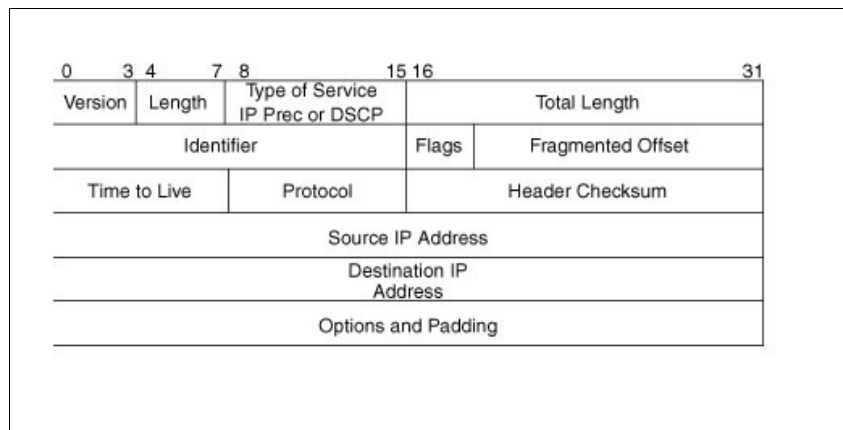 0 3 4 7 8 15 16 31
Version Length Type of Service Total Length
IP Prec or DSCP
Identifier Flags Fragmented Offset
Time to Live Protocol Header Checksum
Source IP Address
Destination IP
Address
Options and Padding